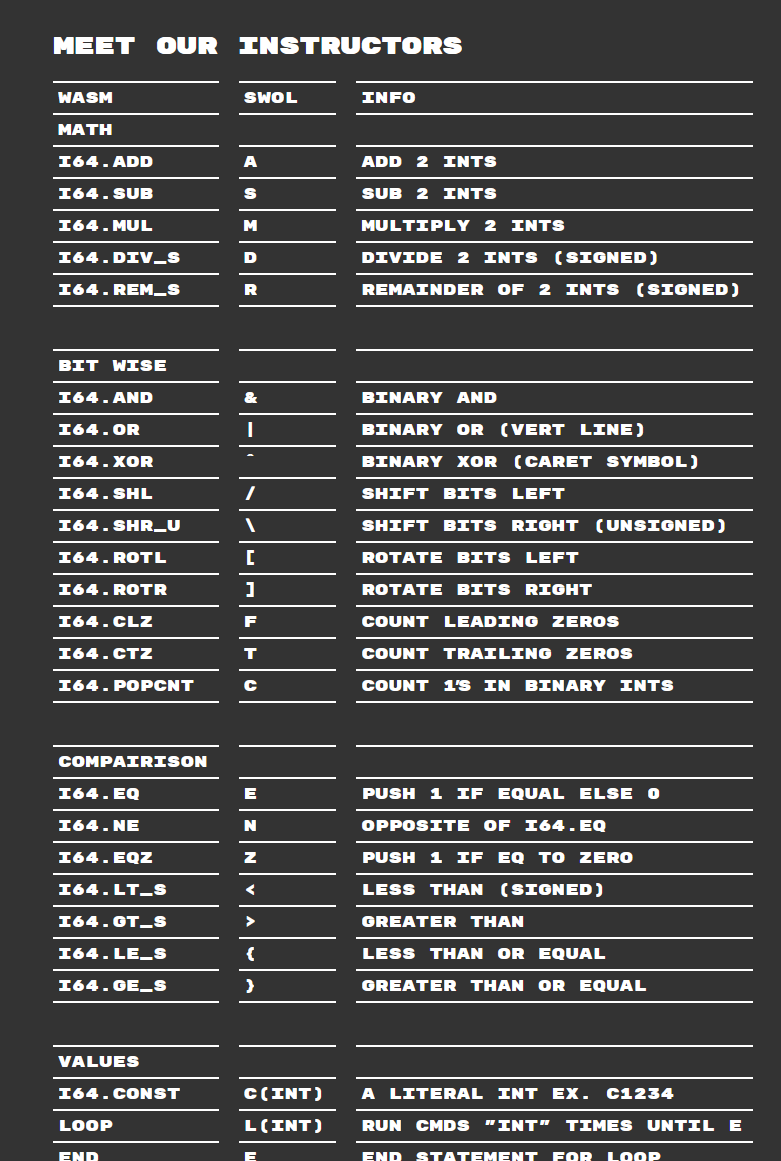 MEET OUR INSTRUCTORS
WASM SWOL INFO
MATH
I64.ADD A ADD 2 INTS
I64.SUB S SUB 2 INTS
I64.MUL M MULTIPLY 2 INTS
I64.DIV_S D DIVIDE 2 INTS (SIGNED)
I64.REM_S R REMAINDER OF 2 INTS (SIGNED)
BIT WISE
I64.AND & BINARY AND
I64.OR | BINARY OR (VERT LINE)
I64.XOR ^ BINARY XOR (CARET SYMBOL)
I64.SHL / SHIFT BITS LEFT
I64.SHR_U \ SHIFT BITS RIGHT (UNSIGNED)
I64.ROTL [ ROTATE BITS LEFT
I64.ROTR ] ROTATE BITS RIGHT
I64.CLZ F COUNT LEADING ZEROS
I64.CTZ T COUNT TRAILING ZEROS
I64.POPCNT C COUNT 1'S IN BINARY INTS
COMPAIRISON
I64.EQ E PUSH 1 IF EQUAL ELSE 0
I64.NE N OPPOSITE OF I64.EQ
I64.EQZ Z PUSH 1 IF EQ TO ZERO
I64.LT_S < LESS THAN (SIGNED)
I64.GT_S > GREATER THAN
I64.LE_S { LESS THAN OR EQUAL
I64.GE_S } GREATER THAN OR EQUAL
VALUES
I64.CONST C(INT) A LITERAL INT EX. C1234
LOOP L(INT) RUN CMDS "INT" TIMES UNTIL E
END E END STATEMENT FOR LOOP